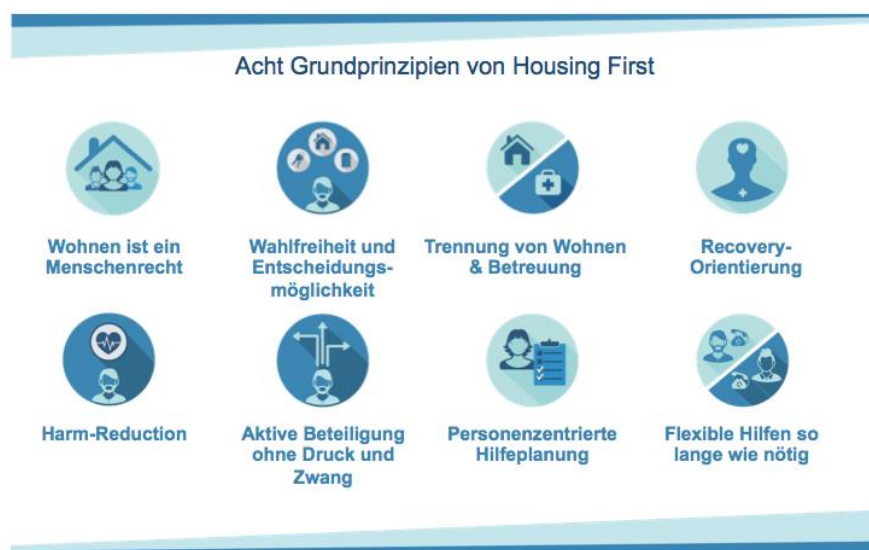 Acht Grundprinzipien von Housing First
Wohnen ist ein
Menschenrecht
Wahlfreiheit und
Entscheidungs-
möglichkeit
Trennung von Wohnen
& Betreuung
Recovery-
Orientierung
Harm-Reduction
Aktive Beteiligung
ohne Druck und
Zwang
Personenzentrierte
Hilfeplanung
Flexible Hilfen so
lange wie nötig